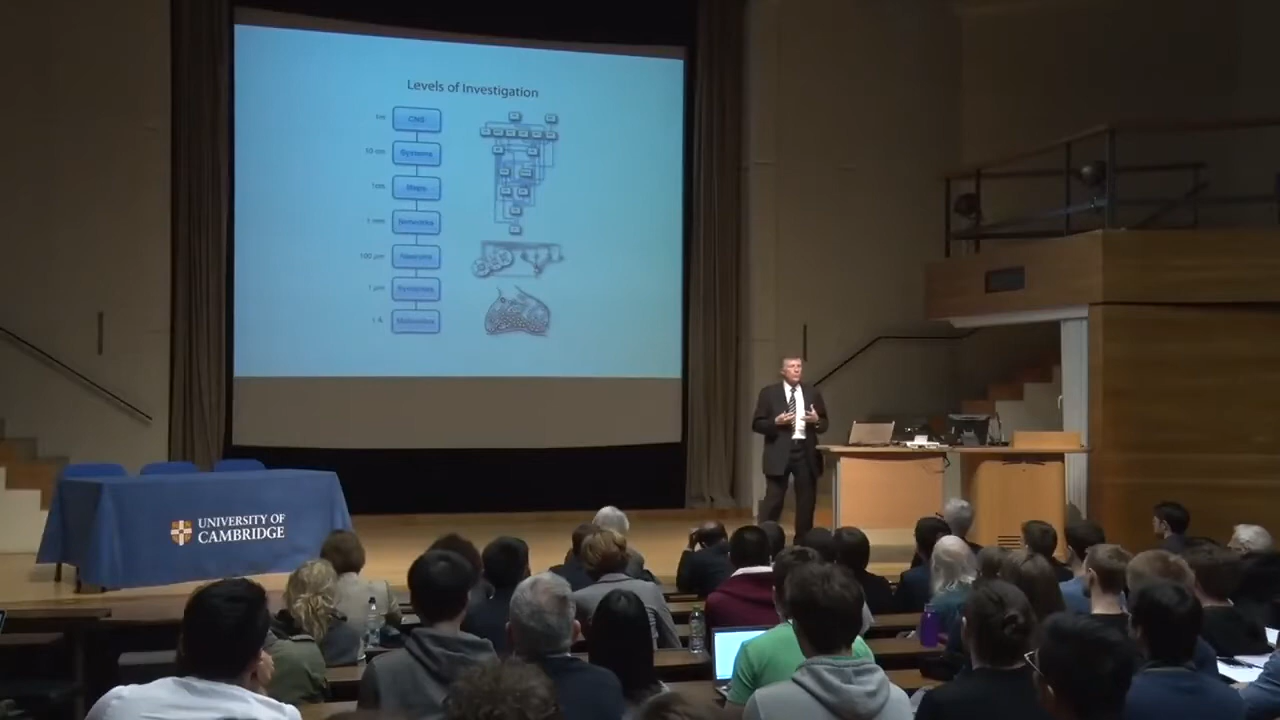 Levels of Investigation
1m
CNS
10 cm
Systems
1cm
Maps
1 mm
Networks
100 µm
Neurons
1 µm
Synapses
1 Å
Molecules
UNIVERSITY OF
CAMBRIDGE